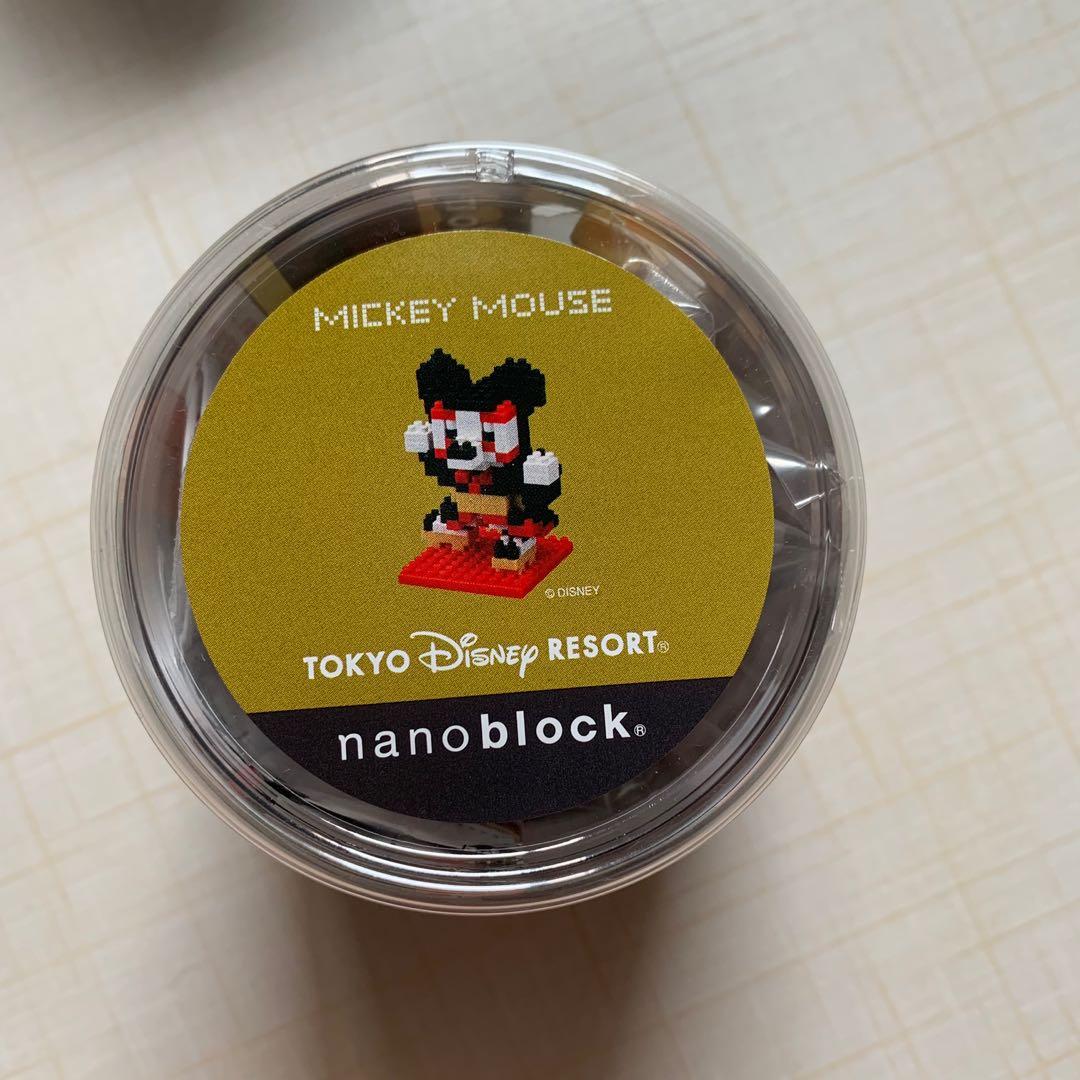 MICKEY MOUSE
© DISNEY
TOKYO Disney RESORT®
nanoblock®